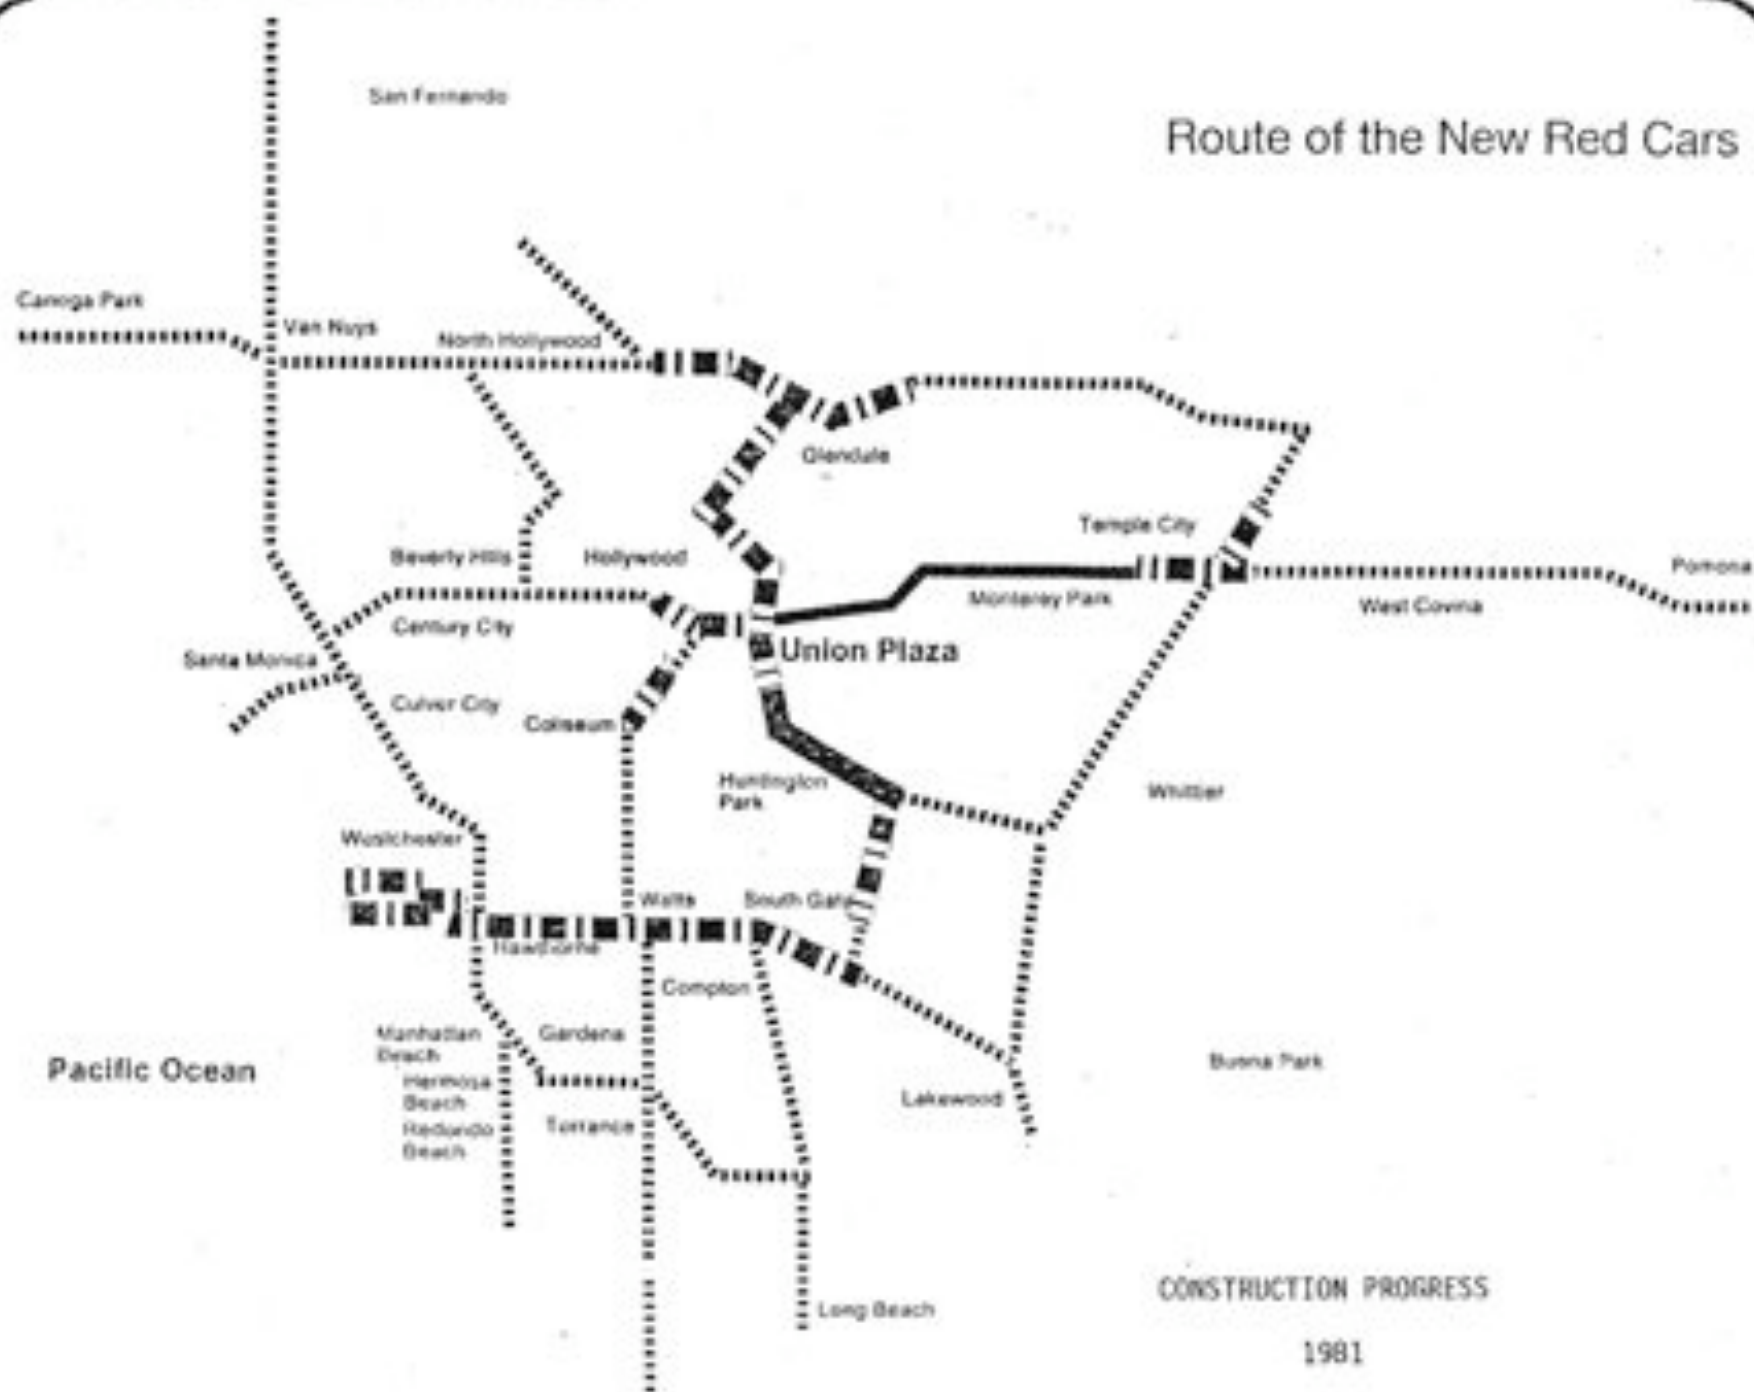 San Fernando
Route of the New Red Cars
Canoga Park
Van Nuys
North Hollywood
Glendale
Temple City
Beverly Hills
Hollywood
Pomona
Monterey Park
West Covina
Century City
Union Plaza
Santa Monica
Culver City
Coliseum
Huntington
Park
Whittier
Westchester
Watts
South Gate
Hawthorne
Compton
Manhattan
Beach
Gardena
Pacific Ocean
Buena Park
Hermosa
Beach
Lakewood
Redondo
Beach
Torrance
CONSTRUCTION PROGRESS
Long Beach
1981